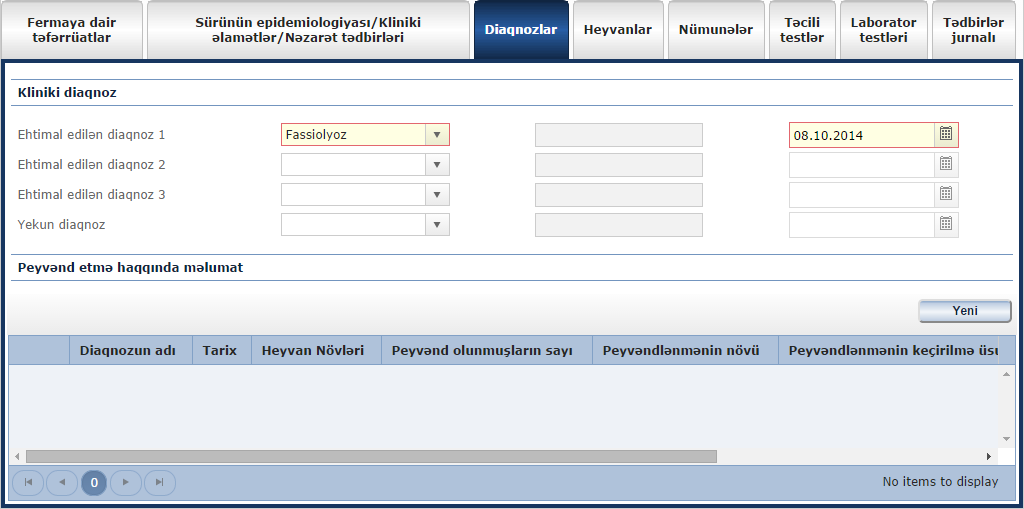 Fermaya dair
təfərrüatlar
Sürünün epidemiologiyası/Kliniki
əlamətlər/Nəzarət tədbirləri
Diaqnozlar
Heyvanlar
Nümunələr
Təcili
testlər
Laborator
testləri
Tədbirlər
jurnalı
Kliniki diaqnoz
Ehtimal edilən diaqnoz 1 Fassiolyoz 08.10.2014
Ehtimal edilən diaqnoz 2
Ehtimal edilən diaqnoz 3
Yekun diaqnoz
Peyvənd etmə haqqında məlumat
Yeni
Diaqnozun adı Tarix Heyvan Növləri Peyvənd olunmuşların sayı Peyvəndlənmənin növü Peyvəndlənmənin keçirilmə üsu
0 No items to display